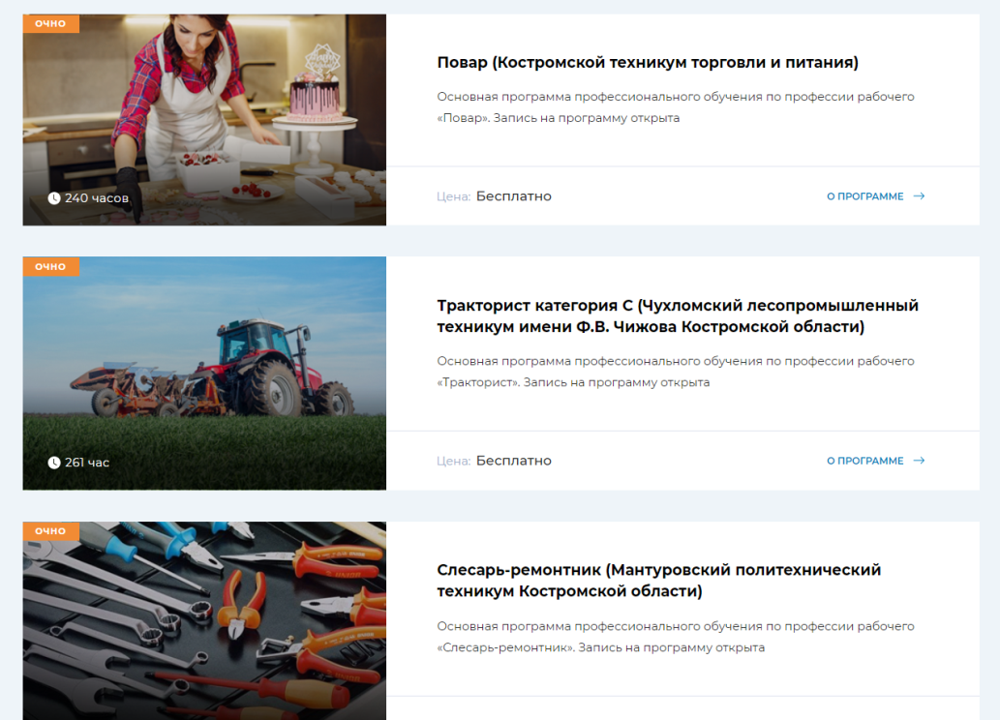 ОЧНО
Повар (Костромской техникум торговли и питания)
Основная программа профессионального обучения по профессии рабочего
«Повар». Запись на программу открыта
240 часов
Цена: Бесплатно
О ПРОГРАММЕ →
ОЧНО
Тракторист категория С (Чухломский лесопромышленный
техникум имени Ф.В. Чижова Костромской области)
Основная программа профессионального обучения по профессии рабочего
«Тракторист». Запись на программу открыта
261 час
Цена: Бесплатно
О ПРОГРАММЕ →
ОЧНО
Слесарь-ремонтник (Мантуровский политехнический
техникум Костромской области)
Основная программа профессионального обучения по профессии рабочего
«Слесарь-ремонтник». Запись на программу открыта